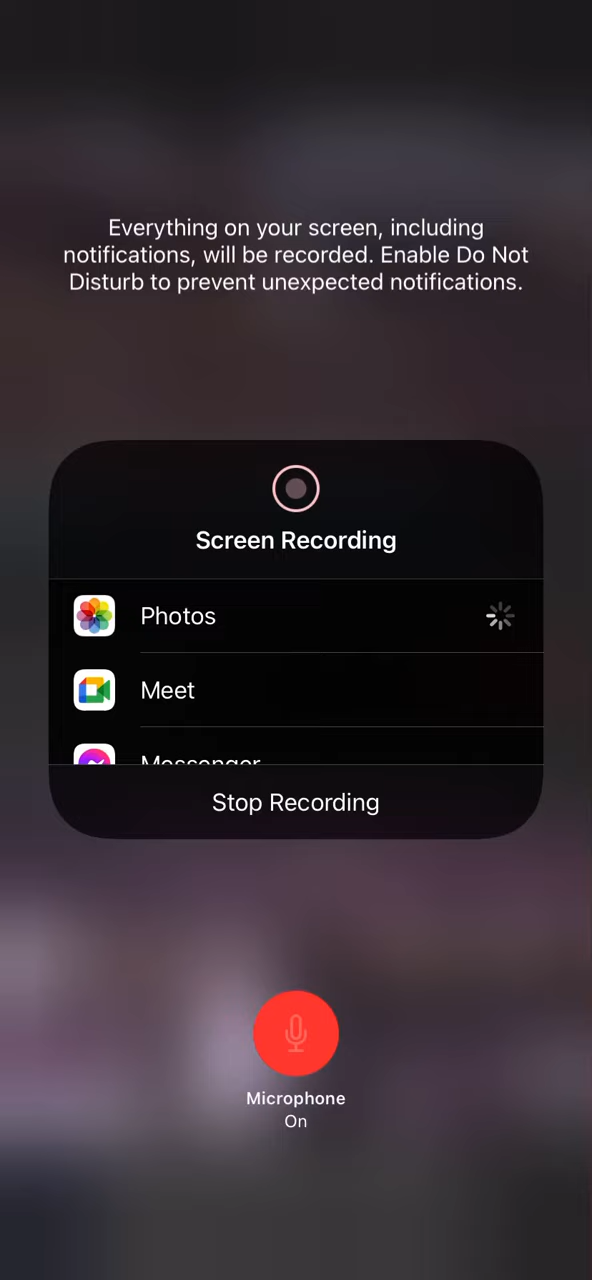 Everything on your screen, including
notifications, will be recorded. Enable Do Not
Disturb to prevent unexpected notifications.
Screen Recording
Photos
Meet
Messenger
Stop Recording
Microphone
On